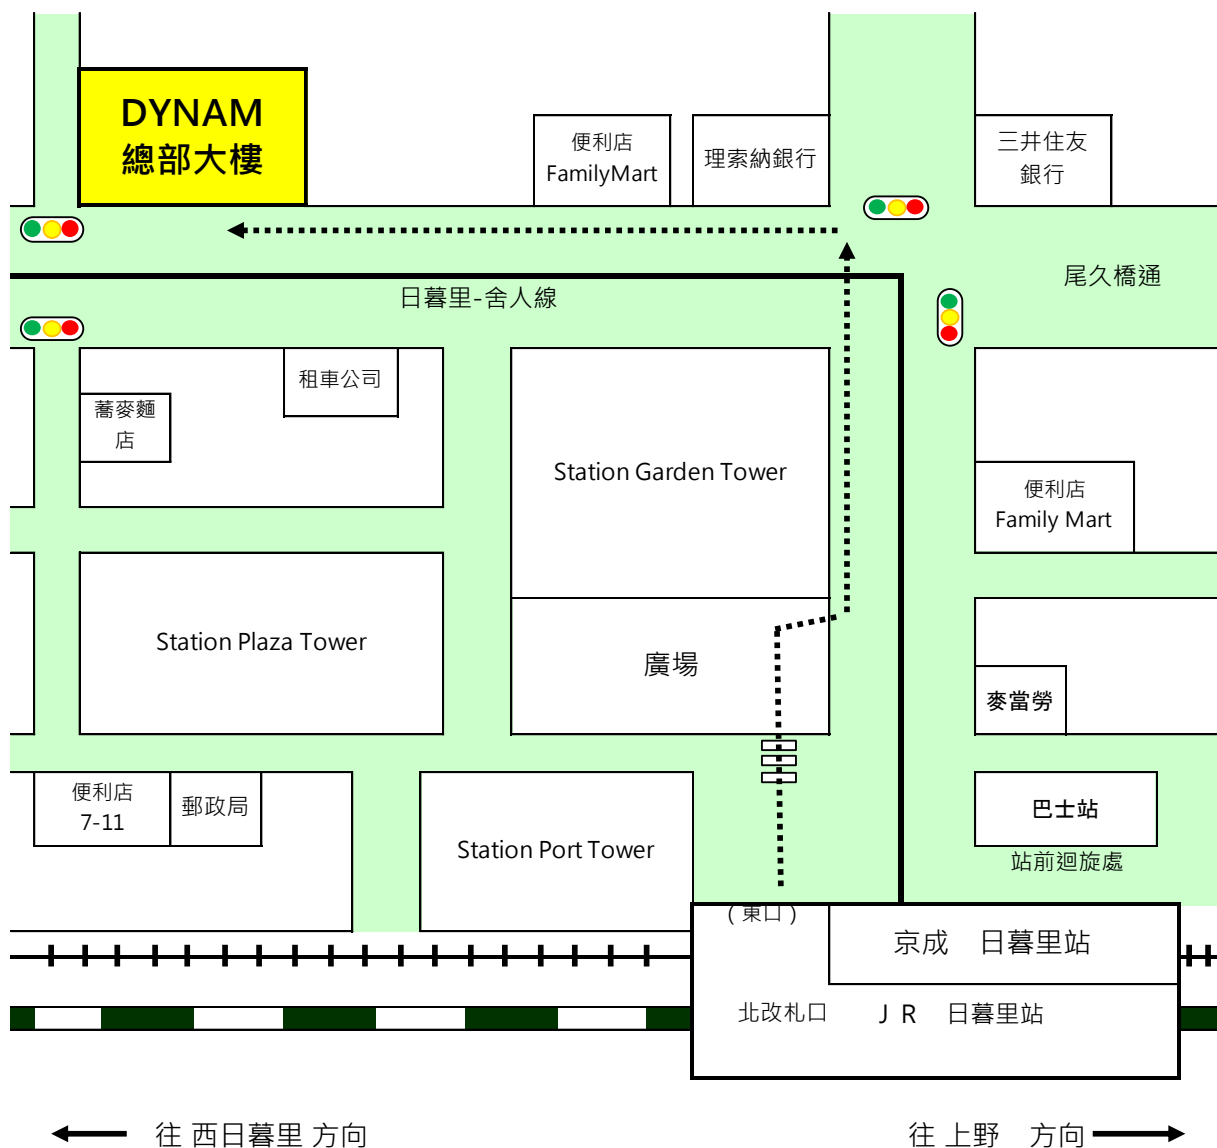 DYNAM
總部大樓
便利店
FamilyMart
理索納銀行
三井住友
銀行
尾久橋通
日暮里-舍人線
租車公司
蕎麥麵
店
Station Garden Tower
便利店
Family Mart
Station Plaza Tower
廣場
麥當勞
便利店
7-11
郵政局
Station Port Tower
巴士站
站前迴旋處
(東口)
京成 日暮里站
北改札口
JR 日暮里站
往 西日暮里 方向
往 上野 方向